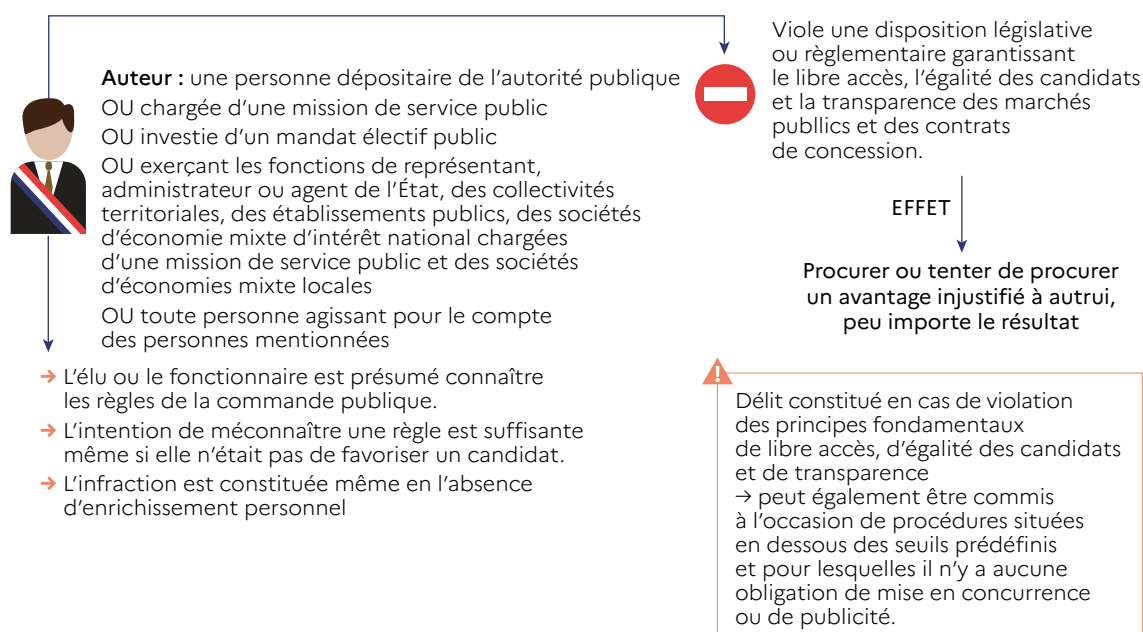 Auteur : une personne dépositaire de l'autorité publique
OU chargée d'une mission de service public
OU investie d'un mandat électif public
OU exerçant les fonctions de représentant,
administrateur ou agent de l'État, des collectivités
territoriales, des établissements publics, des sociétés
d'économie mixte d'intérêt national chargées
d'une mission de service public et des sociétés
d'économies mixte locales
OU toute personne agissant pour le compte
des personnes mentionnées
→ L'élu ou le fonctionnaire est présumé connaître
les règles de la commande publique.
→ L'intention de méconnaître une règle est suffisante
même si elle n'était pas de favoriser un candidat.
→ L'infraction est constituée même en l'absence
d'enrichissement personnel
Viole une disposition législative
ou règlementaire garantissant
le libre accès, l'égalité des candidats
et la transparence des marchés
publlics et des contrats
de concession.
EFFET
Procurer ou tenter de procurer
un avantage injustifié à autrui,
peu importe le résultat
Délit constitué en cas de violation
des principes fondamentaux
de libre accès, d'égalité des candidats
et de transparence
→ peut également être commis
à l'occasion de procédures situées
en dessous des seuils prédéfinis
et pour lesquelles il n'y a aucune
obligation de mise en concurrence
ou de publicité.